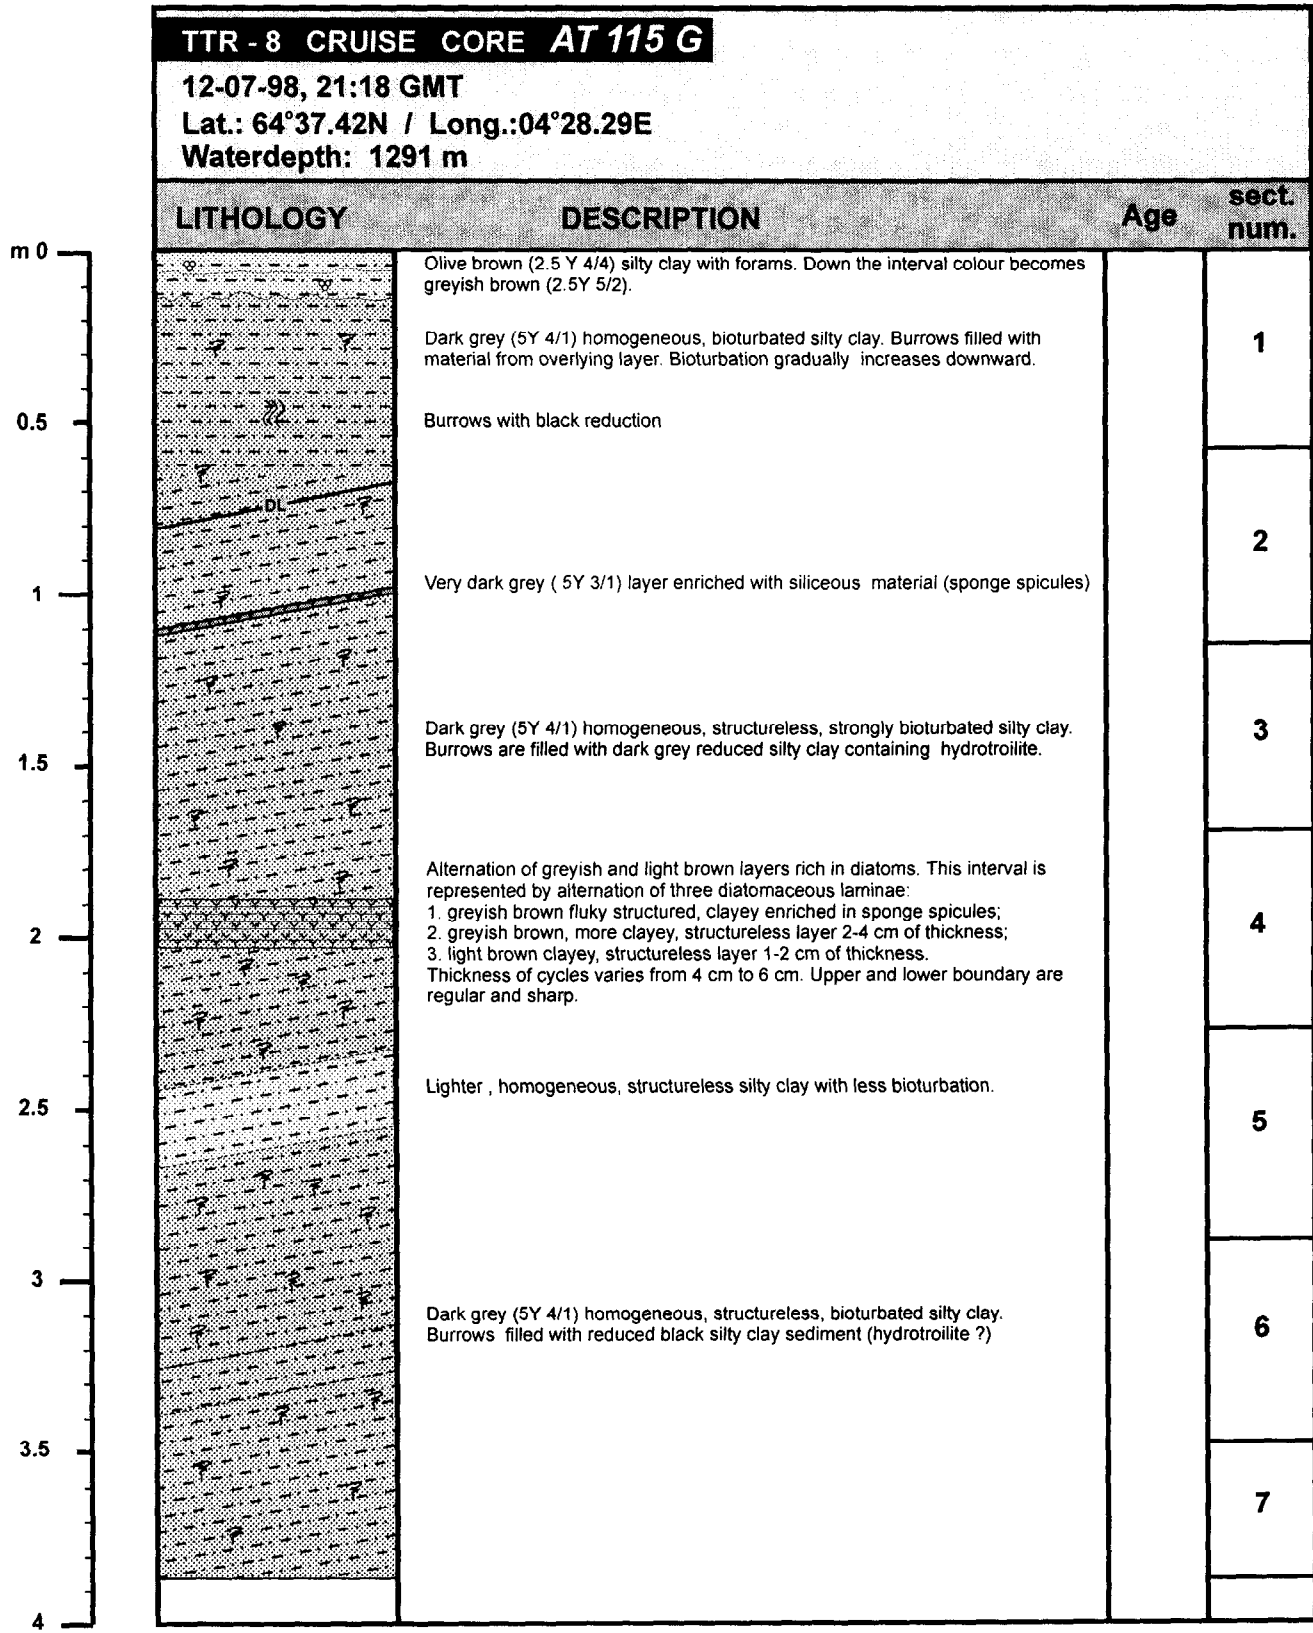 TTR - 8 CRUISE CORE AT 115 G
12-07-98, 21:18 GMT
Lat.: 64°37.42N / Long.:04°28.29E
Waterdepth: 1291 m
LITHOLOGY DESCRIPTION Age sect. num.
m 0
Olive brown (2.5 Y 4/4) silty clay with forams. Down the interval colour becomes
greyish brown (2.5Y 5/2).
Dark grey (5Y 4/1) homogeneous, bioturbated silty clay. Burrows filled with
material from overlying layer. Bioturbation gradually increases downward.
1
0.5
Burrows with black reduction
DL
2
1
Very dark grey ( 5Y 3/1) layer enriched with siliceous material (sponge spicules)
Dark grey (5Y 4/1) homogeneous, structureless, strongly bioturbated silty clay.
Burrows are filled with dark grey reduced silty clay containing hydrotroilite.
3
1.5
Alternation of greyish and light brown layers rich in diatoms. This interval is
represented by alternation of three diatomaceous laminae:
1. greyish brown fluky structured, clayey enriched in sponge spicules;
2. greyish brown, more clayey, structureless layer 2-4 cm of thickness;
3. light brown clayey, structureless layer 1-2 cm of thickness.
Thickness of cycles varies from 4 cm to 6 cm. Upper and lower boundary are
regular and sharp.
4
2
Lighter , homogeneous, structureless silty clay with less bioturbation.
2.5
5
3
Dark grey (5Y 4/1) homogeneous, structureless, bioturbated silty clay.
Burrows filled with reduced black silty clay sediment (hydrotroilite ?)
6
3.5
7
4